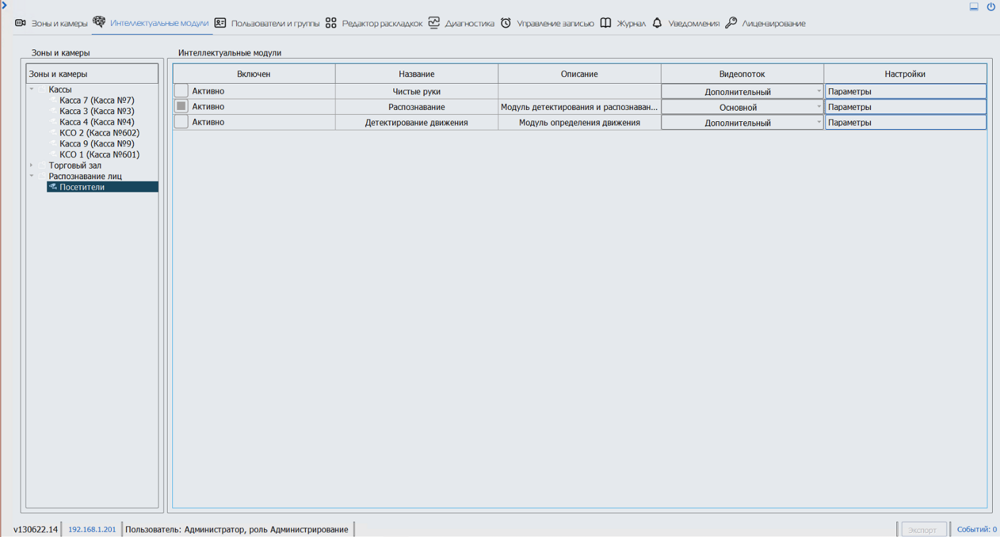 Зоны и камеры Интеллектуальные модули Пользователи и группы Редактор раскладок Диагностика Управление записью Журнал Уведомления Лицензирование
Зоны и камеры
Зоны и камеры
Кассы
Касса 7 (Касса №7)
Касса 3 (Касса №3)
Касса 4 (Касса №4)
КСО 2 (Касса №602)
Касса 9 (Касса №9)
КСО 1 (Касса №601)
Торговый зал
Распознавание лиц
Посетители
Интеллектуальные модули
Включен Название Описание Видеопоток Настройки
Активно Чистые руки Дополнительный Параметры
Активно Распознавание Модуль детектирования и распознаван... Основной Параметры
Активно Детектирование движения Модуль определения движения Дополнительный Параметры
v130622.14 192.168.1.201 Пользователь: Администратор, роль Администрирование Экспорт Событий: 0